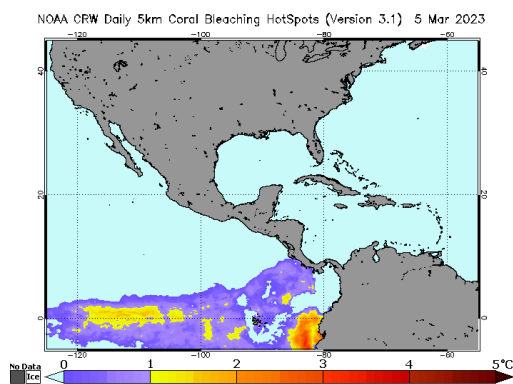 NOAA CRW Daily 5km Coral Bleaching HotSpots (Version 3.1) 5 Mar 2023
-120 -100 -80 -60
40 40
20 20
0 0
-120 -100 -80 -60
No Data
Ice
0 1 2 3 4 5°C